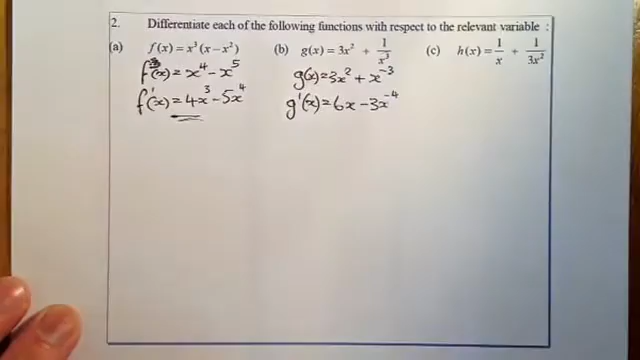 2. Differentiate each of the following functions with respect to the relevant variable :
(a) f(x) = x³(x − x²) (b) g(x) = 3x² + 1/x³ (c) h(x) = 1/x + 1/3x²
f(x) = x⁴ − x⁵ g(x) = 3x² + x⁻³
f'(x) = 4x³ − 5x⁴ g'(x) = 6x − 3x⁻⁴